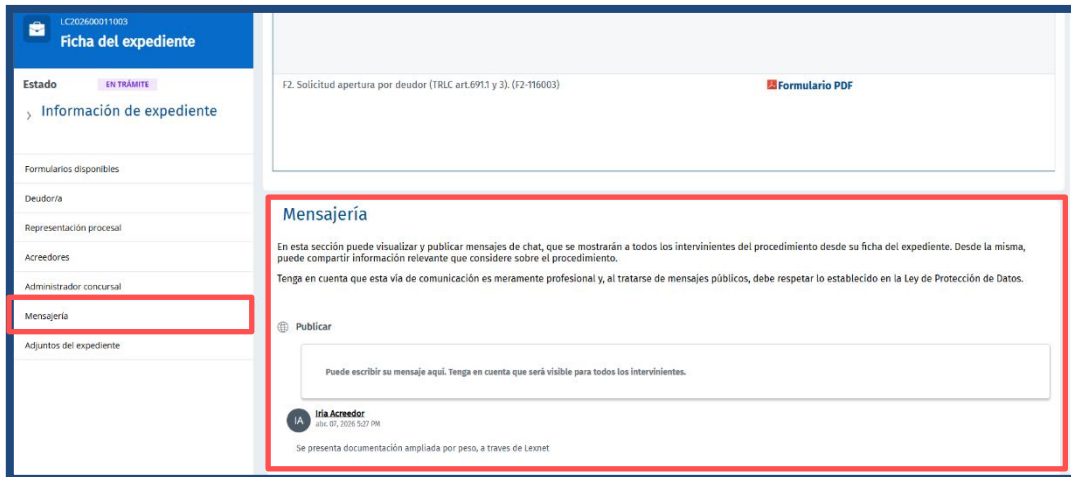 LC202600011003
Ficha del expediente
Estado EN TRÁMITE
Información de expediente
Formularios disponibles
Deudor/a
Representación procesal
Acreedores
Administrador concursal
Mensajería
Adjuntos del expediente
F2. Solicitud apertura por deudor (TRLC art.691.1 y 3). (F2-116003) Formulario PDF
Mensajería
En esta sección puede visualizar y publicar mensajes de chat, que se mostrarán a todos los intervinientes del procedimiento desde su ficha del expediente. Desde la misma,
puede compartir información relevante que considere sobre el procedimiento.
Tenga en cuenta que esta vía de comunicación es meramente profesional y, al tratarse de mensajes públicos, debe respetar lo establecido en la Ley de Protección de Datos.
Publicar
Puede escribir su mensaje aquí. Tenga en cuenta que será visible para todos los intervinientes.
IA Iria Acreedor
abr. 07, 2026 5:27 PM
Se presenta documentación ampliada por peso, a traves de Lexnet